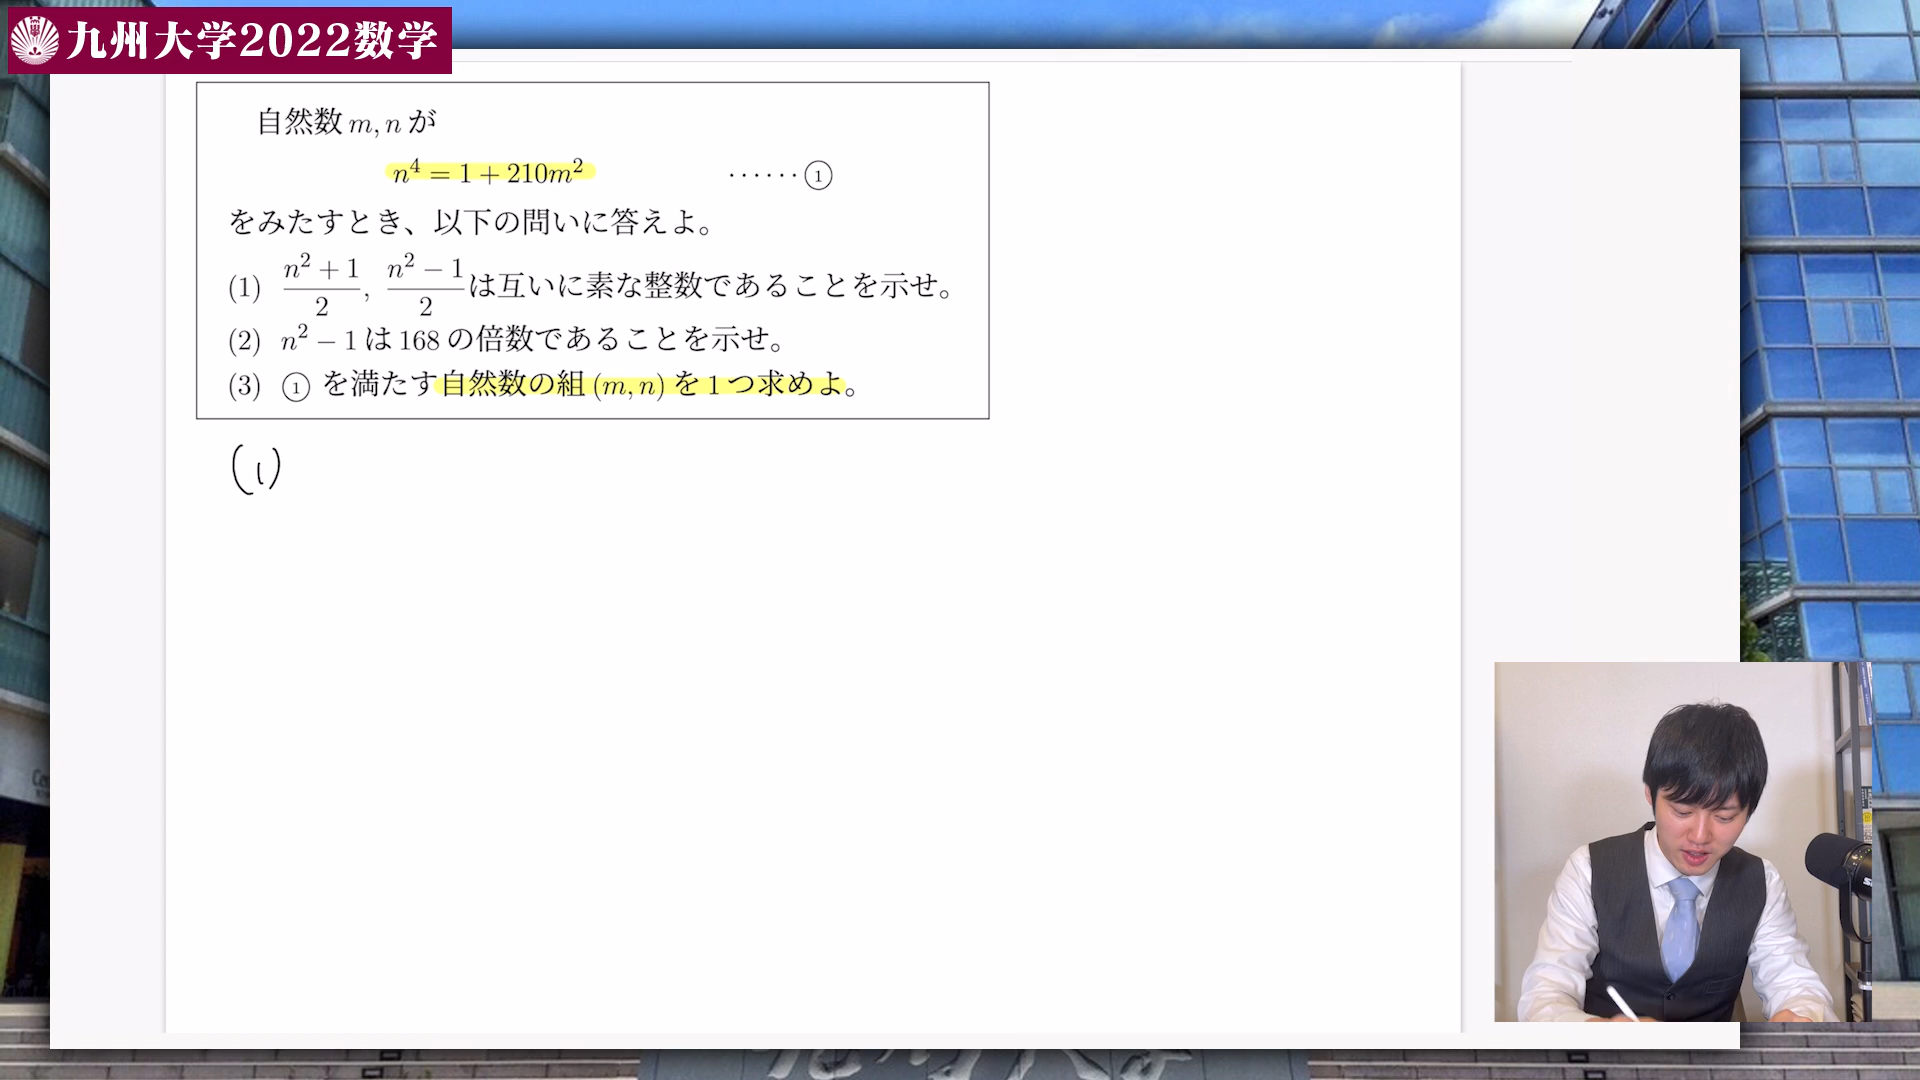 九州大学2022数学
自然数 m, n が
n⁴ = 1 + 210m² ・・・・・・①
をみたすとき、以下の問いに答えよ。
(1) (n² + 1)/2, (n² − 1)/2 は互いに素な整数であることを示せ。
(2) n² − 1 は 168 の倍数であることを示せ。
(3) ① を満たす自然数の組 (m, n) を 1 つ求めよ。
(1)